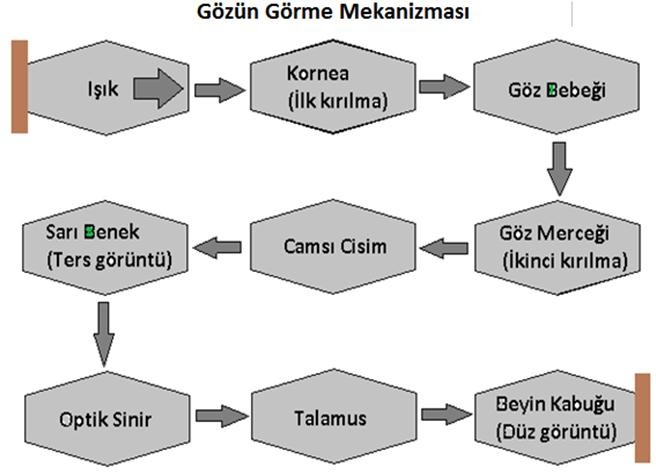 Gözün Görme Mekanizması
Işık
Kornea
(İlk kırılma)
Göz Bebeği
Göz Merceği
(İkinci kırılma)
Camsı Cisim
Sarı Benek
(Ters görüntü)
Optik Sinir
Talamus
Beyin Kabuğu
(Düz görüntü)